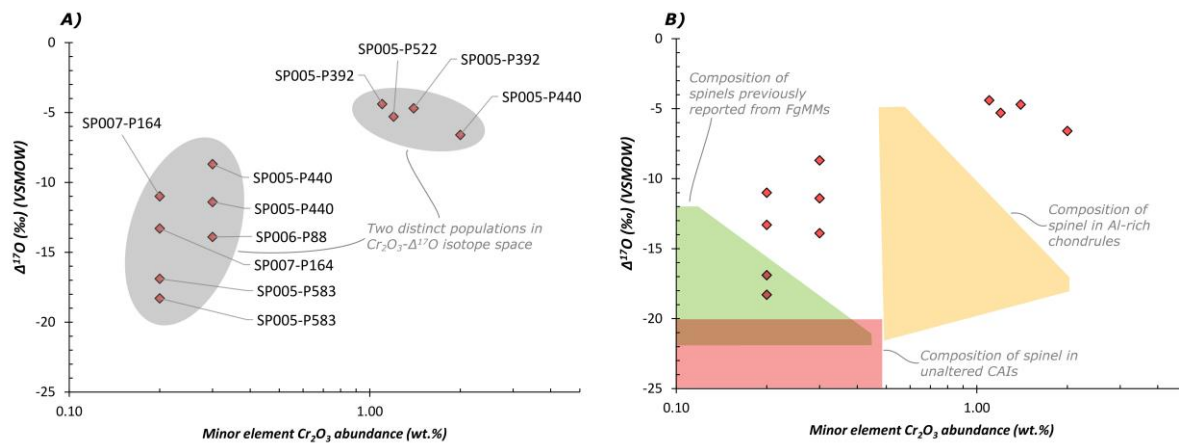 A)
0
-5
-10
-15
-20
-25
0.10
1.00
Δ¹⁷O (‰) (VSMOW)
Minor element Cr₂O₃ abundance (wt.%)
SP005-P522
SP005-P392
SP005-P392
SP005-P440
SP007-P164
SP005-P440
SP005-P440
SP006-P88
SP007-P164
SP005-P583
SP005-P583
Two distinct populations in
Cr₂O₃-Δ¹⁷O isotope space
B)
0
-5
-10
-15
-20
-25
0.10
1.00
Δ¹⁷O (‰) (VSMOW)
Minor element Cr₂O₃ abundance (wt.%)
Composition of
spinels previously
reported from FgMMs
Composition
of spinel in Al-rich
chondrules
Composition of spinel in
unaltered CAIs